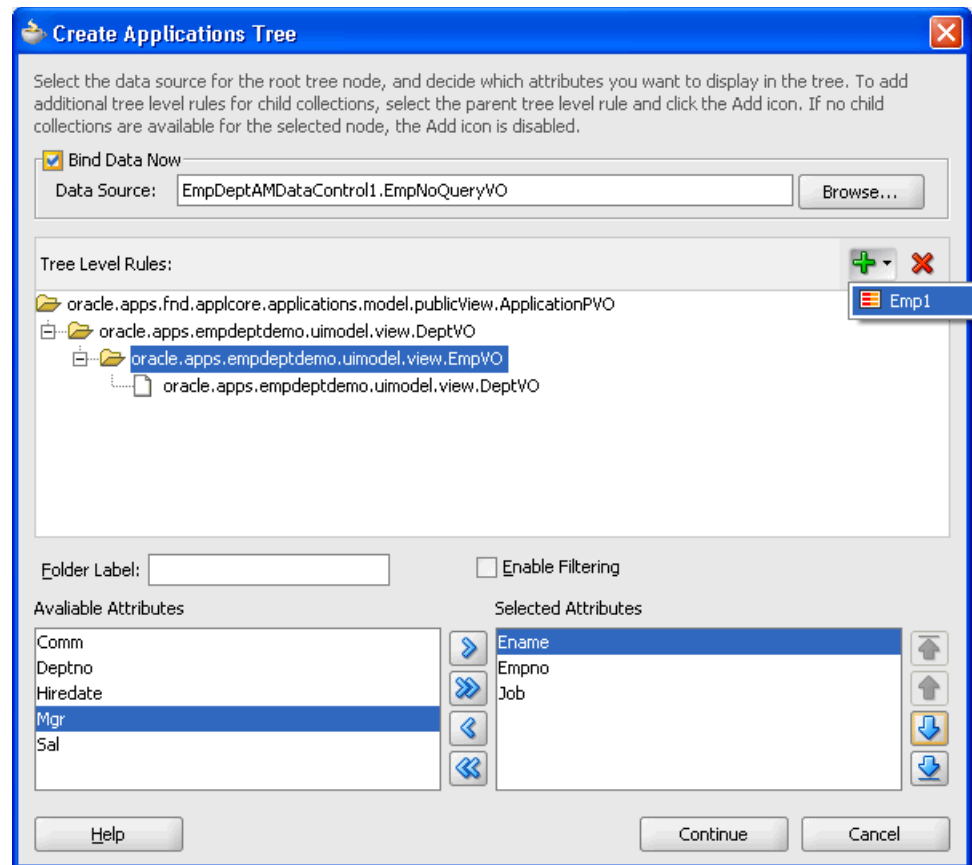 Create Applications Tree
Select the data source for the root tree node, and decide which attributes you want to display in the tree. To add
additional tree level rules for child collections, select the parent tree level rule and click the Add icon. If no child
collections are available for the selected node, the Add icon is disabled.
Bind Data Now
Data Source: EmpDeptAMDataControl1.EmpNoQueryVO Browse...
Tree Level Rules:
Emp1
oracle.apps.fnd.applcore.applications.model.publicView.ApplicationPVO
oracle.apps.empdeptdemo.uimodel.view.DeptVO
oracle.apps.empdeptdemo.uimodel.view.EmpVO
oracle.apps.empdeptdemo.uimodel.view.DeptVO
Folder Label: Enable Filtering
Avaliable Attributes Selected Attributes
Comm Ename
Deptno Empno
Hiredate Job
Mgr
Sal
Help Continue Cancel